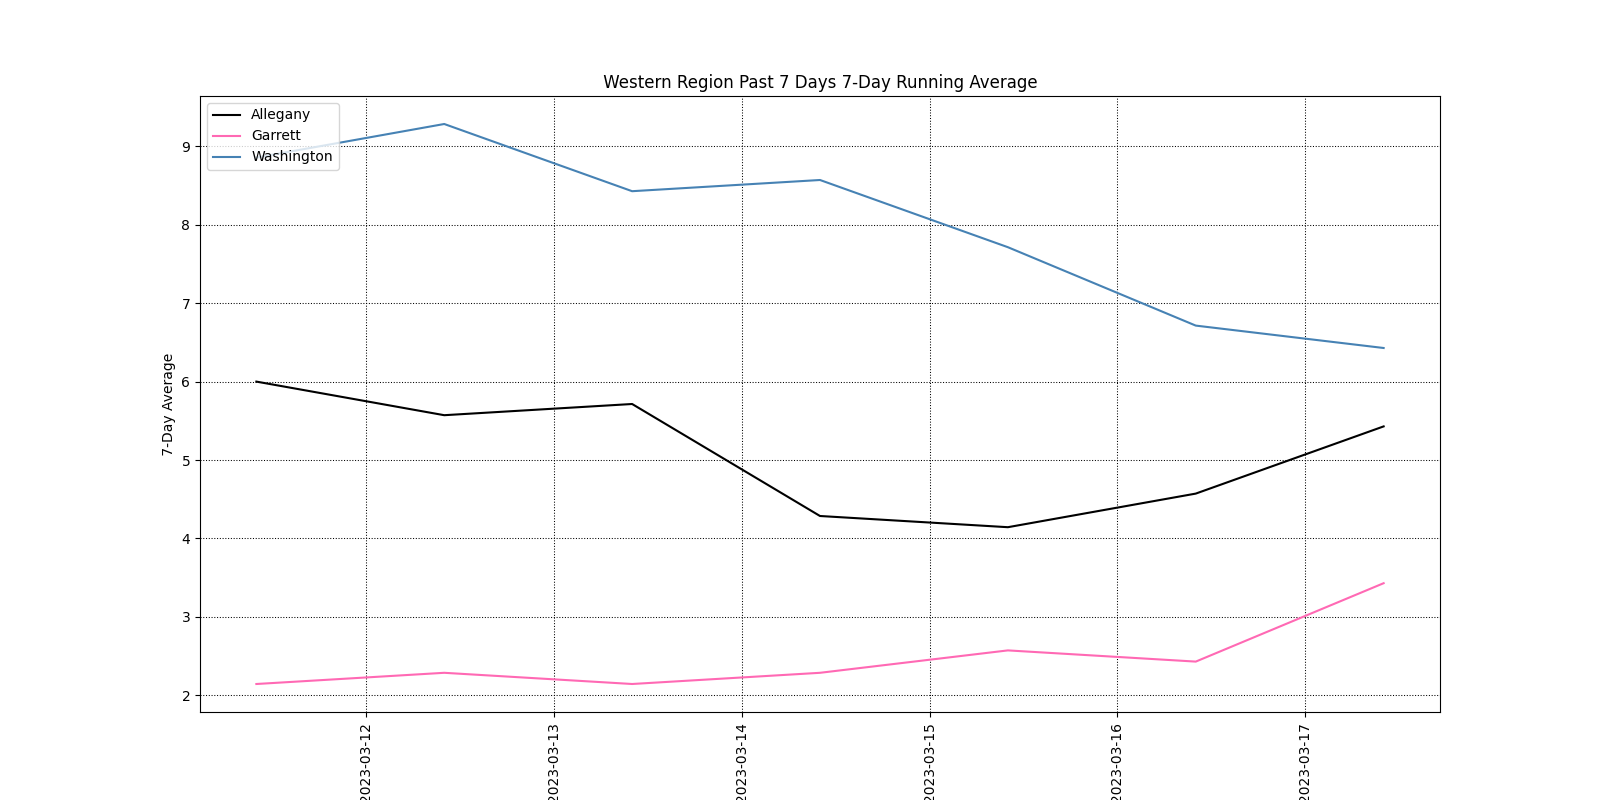 Western Region Past 7 Days 7-Day Running Average
Allegany
Garrett
Washington
9
8
7
6
5
4
3
2
7-Day Average
2023-03-12
2023-03-13
2023-03-14
2023-03-15
2023-03-16
2023-03-17